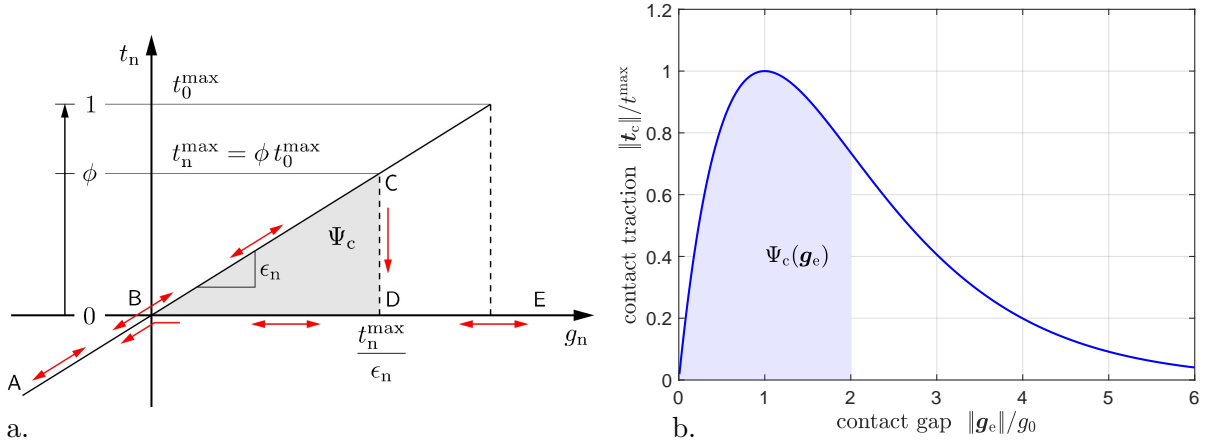 t_n
t_0^max
1
t_n^max = ϕ t_0^max
ϕ
C
Ψ_c
ϵ_n
B
0
D
E
t_n^max
ϵ_n
g_n
A
a.
1.2
1
0.8
0.6
0.4
0.2
0
contact traction ‖t_c‖/t^max
Ψ_c(g_e)
0 1 2 3 4 5 6
contact gap ‖g_e‖/g_0
b.